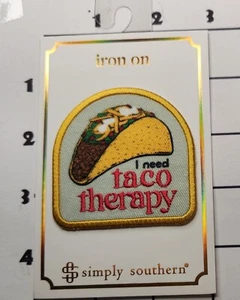 1 2 3
iron on
1
2
3
4
I need
taco
therapy
simply southern®